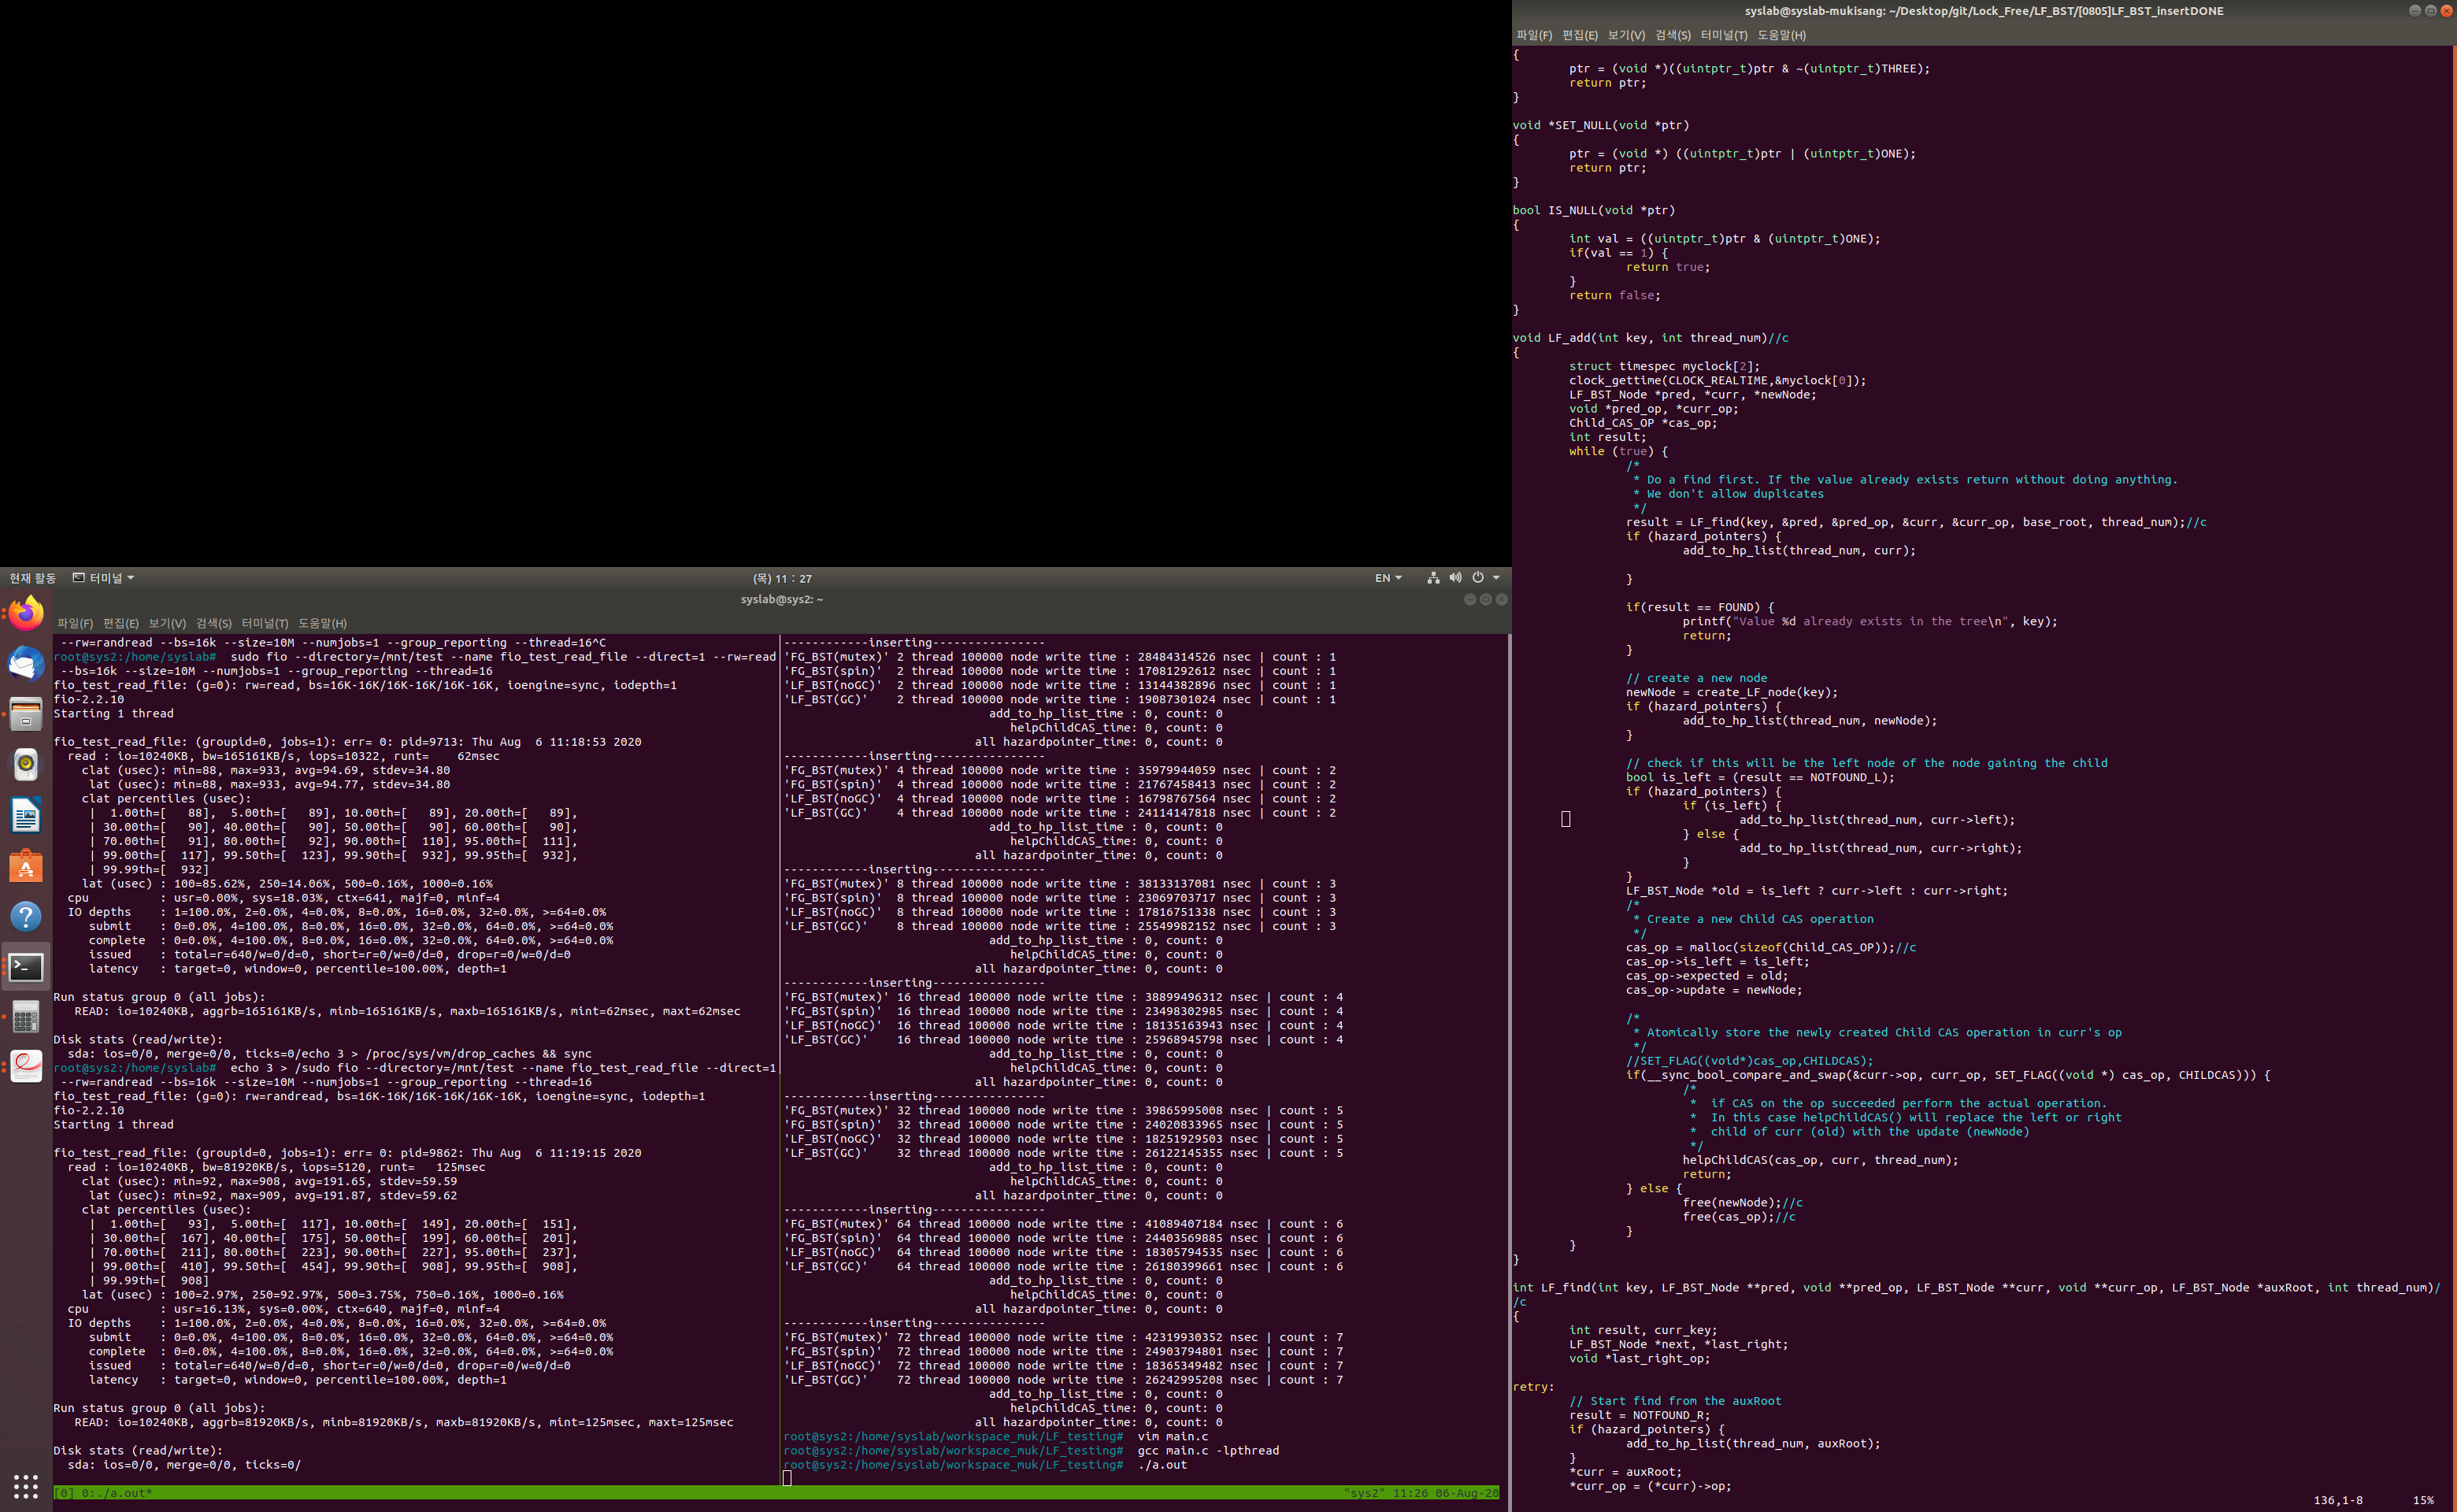 현재 활동
터미널
(목) 11 : 27
EN
syslab@sys2: ~
파일(F) 편집(E) 보기(V) 검색(S) 터미널(T) 도움말(H)
 --rw=randread --bs=16k --size=10M --numjobs=1 --group_reporting --thread=16^C
root@sys2:/home/syslab#  sudo fio --directory=/mnt/test --name fio_test_read_file --direct=1 --rw=read
 --bs=16k --size=10M --numjobs=1 --group_reporting --thread=16
fio_test_read_file: (g=0): rw=read, bs=16K-16K/16K-16K/16K-16K, ioengine=sync, iodepth=1
fio-2.2.10
Starting 1 thread

fio_test_read_file: (groupid=0, jobs=1): err= 0: pid=9713: Thu Aug  6 11:18:53 2020
  read : io=10240KB, bw=165161KB/s, iops=10322, runt=    62msec
    clat (usec): min=88, max=933, avg=94.69, stdev=34.80
     lat (usec): min=88, max=933, avg=94.77, stdev=34.80
    clat percentiles (usec):
     |  1.00th=[   88],  5.00th=[   89], 10.00th=[   89], 20.00th=[   89],
     | 30.00th=[   90], 40.00th=[   90], 50.00th=[   90], 60.00th=[   90],
     | 70.00th=[   91], 80.00th=[   92], 90.00th=[  110], 95.00th=[  111],
     | 99.00th=[  117], 99.50th=[  123], 99.90th=[  932], 99.95th=[  932],
     | 99.99th=[  932]
    lat (usec) : 100=85.62%, 250=14.06%, 500=0.16%, 1000=0.16%
  cpu          : usr=0.00%, sys=18.03%, ctx=641, majf=0, minf=4
  IO depths    : 1=100.0%, 2=0.0%, 4=0.0%, 8=0.0%, 16=0.0%, 32=0.0%, >=64=0.0%
     submit    : 0=0.0%, 4=100.0%, 8=0.0%, 16=0.0%, 32=0.0%, 64=0.0%, >=64=0.0%
     complete  : 0=0.0%, 4=100.0%, 8=0.0%, 16=0.0%, 32=0.0%, 64=0.0%, >=64=0.0%
     issued    : total=r=640/w=0/d=0, short=r=0/w=0/d=0, drop=r=0/w=0/d=0
     latency   : target=0, window=0, percentile=100.00%, depth=1

Run status group 0 (all jobs):
   READ: io=10240KB, aggrb=165161KB/s, minb=165161KB/s, maxb=165161KB/s, mint=62msec, maxt=62msec

Disk stats (read/write):
  sda: ios=0/0, merge=0/0, ticks=0/echo 3 > /proc/sys/vm/drop_caches && sync
root@sys2:/home/syslab#  echo 3 > /sudo fio --directory=/mnt/test --name fio_test_read_file --direct=1
 --rw=randread --bs=16k --size=10M --numjobs=1 --group_reporting --thread=16
fio_test_read_file: (g=0): rw=randread, bs=16K-16K/16K-16K/16K-16K, ioengine=sync, iodepth=1
fio-2.2.10
Starting 1 thread

fio_test_read_file: (groupid=0, jobs=1): err= 0: pid=9862: Thu Aug  6 11:19:15 2020
  read : io=10240KB, bw=81920KB/s, iops=5120, runt=   125msec
    clat (usec): min=92, max=908, avg=191.65, stdev=59.59
     lat (usec): min=92, max=909, avg=191.87, stdev=59.62
    clat percentiles (usec):
     |  1.00th=[   93],  5.00th=[  117], 10.00th=[  149], 20.00th=[  151],
     | 30.00th=[  167], 40.00th=[  175], 50.00th=[  199], 60.00th=[  201],
     | 70.00th=[  211], 80.00th=[  223], 90.00th=[  227], 95.00th=[  237],
     | 99.00th=[  410], 99.50th=[  454], 99.90th=[  908], 99.95th=[  908],
     | 99.99th=[  908]
    lat (usec) : 100=2.97%, 250=92.97%, 500=3.75%, 750=0.16%, 1000=0.16%
  cpu          : usr=16.13%, sys=0.00%, ctx=640, majf=0, minf=4
  IO depths    : 1=100.0%, 2=0.0%, 4=0.0%, 8=0.0%, 16=0.0%, 32=0.0%, >=64=0.0%
     submit    : 0=0.0%, 4=100.0%, 8=0.0%, 16=0.0%, 32=0.0%, 64=0.0%, >=64=0.0%
     complete  : 0=0.0%, 4=100.0%, 8=0.0%, 16=0.0%, 32=0.0%, 64=0.0%, >=64=0.0%
     issued    : total=r=640/w=0/d=0, short=r=0/w=0/d=0, drop=r=0/w=0/d=0
     latency   : target=0, window=0, percentile=100.00%, depth=1

Run status group 0 (all jobs):
   READ: io=10240KB, aggrb=81920KB/s, minb=81920KB/s, maxb=81920KB/s, mint=125msec, maxt=125msec

Disk stats (read/write):
  sda: ios=0/0, merge=0/0, ticks=0/
------------inserting----------------
'FG_BST(mutex)' 2 thread 100000 node write time : 28484314526 nsec | count : 1
'FG_BST(spin)'  2 thread 100000 node write time : 17081292612 nsec | count : 1
'LF_BST(noGC)'  2 thread 100000 node write time : 13144382896 nsec | count : 1
'LF_BST(GC)'    2 thread 100000 node write time : 19087301024 nsec | count : 1
add_to_hp_list_time : 0, count: 0
helpChildCAS_time: 0, count: 0
all hazardpointer_time: 0, count: 0
------------inserting----------------
'FG_BST(mutex)' 4 thread 100000 node write time : 35979944059 nsec | count : 2
'FG_BST(spin)'  4 thread 100000 node write time : 21767458413 nsec | count : 2
'LF_BST(noGC)'  4 thread 100000 node write time : 16798767564 nsec | count : 2
'LF_BST(GC)'    4 thread 100000 node write time : 24114147818 nsec | count : 2
add_to_hp_list_time : 0, count: 0
helpChildCAS_time: 0, count: 0
all hazardpointer_time: 0, count: 0
------------inserting----------------
'FG_BST(mutex)' 8 thread 100000 node write time : 38133137081 nsec | count : 3
'FG_BST(spin)'  8 thread 100000 node write time : 23069703717 nsec | count : 3
'LF_BST(noGC)'  8 thread 100000 node write time : 17816751338 nsec | count : 3
'LF_BST(GC)'    8 thread 100000 node write time : 25549982152 nsec | count : 3
add_to_hp_list_time : 0, count: 0
helpChildCAS_time: 0, count: 0
all hazardpointer_time: 0, count: 0
------------inserting----------------
'FG_BST(mutex)' 16 thread 100000 node write time : 38899496312 nsec | count : 4
'FG_BST(spin)'  16 thread 100000 node write time : 23498302985 nsec | count : 4
'LF_BST(noGC)'  16 thread 100000 node write time : 18135163943 nsec | count : 4
'LF_BST(GC)'    16 thread 100000 node write time : 25968945798 nsec | count : 4
add_to_hp_list_time : 0, count: 0
helpChildCAS_time: 0, count: 0
all hazardpointer_time: 0, count: 0
------------inserting----------------
'FG_BST(mutex)' 32 thread 100000 node write time : 39865995008 nsec | count : 5
'FG_BST(spin)'  32 thread 100000 node write time : 24020833965 nsec | count : 5
'LF_BST(noGC)'  32 thread 100000 node write time : 18251929503 nsec | count : 5
'LF_BST(GC)'    32 thread 100000 node write time : 26122145355 nsec | count : 5
add_to_hp_list_time : 0, count: 0
helpChildCAS_time: 0, count: 0
all hazardpointer_time: 0, count: 0
------------inserting----------------
'FG_BST(mutex)' 64 thread 100000 node write time : 41089407184 nsec | count : 6
'FG_BST(spin)'  64 thread 100000 node write time : 24403569885 nsec | count : 6
'LF_BST(noGC)'  64 thread 100000 node write time : 18305794535 nsec | count : 6
'LF_BST(GC)'    64 thread 100000 node write time : 26180399661 nsec | count : 6
add_to_hp_list_time : 0, count: 0
helpChildCAS_time: 0, count: 0
all hazardpointer_time: 0, count: 0
------------inserting----------------
'FG_BST(mutex)' 72 thread 100000 node write time : 42319930352 nsec | count : 7
'FG_BST(spin)'  72 thread 100000 node write time : 24903794801 nsec | count : 7
'LF_BST(noGC)'  72 thread 100000 node write time : 18365349482 nsec | count : 7
'LF_BST(GC)'    72 thread 100000 node write time : 26242995208 nsec | count : 7
add_to_hp_list_time : 0, count: 0
helpChildCAS_time: 0, count: 0
all hazardpointer_time: 0, count: 0
root@sys2:/home/syslab/workspace_muk/LF_testing#  vim main.c
root@sys2:/home/syslab/workspace_muk/LF_testing#  gcc main.c -lpthread
root@sys2:/home/syslab/workspace_muk/LF_testing#  ./a.out
[0] 0:./a.out*
"sys2" 11:26 06-Aug-20
syslab@syslab-mukisang: ~/Desktop/git/Lock_Free/LF_BST/[0805]LF_BST_insertDONE
파일(F) 편집(E) 보기(V) 검색(S) 터미널(T) 도움말(H)
{
        ptr = (void *)((uintptr_t)ptr & ~(uintptr_t)THREE);
        return ptr;
}

void *SET_NULL(void *ptr)
{
        ptr = (void *) ((uintptr_t)ptr | (uintptr_t)ONE);
        return ptr;
}

bool IS_NULL(void *ptr)
{
        int val = ((uintptr_t)ptr & (uintptr_t)ONE);
        if(val == 1) {
                return true;
        }
        return false;
}

void LF_add(int key, int thread_num)//c
{
        struct timespec myclock[2];
        clock_gettime(CLOCK_REALTIME,&myclock[0]);
        LF_BST_Node *pred, *curr, *newNode;
        void *pred_op, *curr_op;
        Child_CAS_OP *cas_op;
        int result;
        while (true) {
                /*
                 * Do a find first. If the value already exists return without doing anything.
                 * We don't allow duplicates
                 */
                result = LF_find(key, &pred, &pred_op, &curr, &curr_op, base_root, thread_num);//c
                if (hazard_pointers) {
                        add_to_hp_list(thread_num, curr);

                }

                if(result == FOUND) {
                        printf("Value %d already exists in the tree\n", key);
                        return;
                }

                // create a new node
                newNode = create_LF_node(key);
                if (hazard_pointers) {
                        add_to_hp_list(thread_num, newNode);
                }

                // check if this will be the left node of the node gaining the child
                bool is_left = (result == NOTFOUND_L);
                if (hazard_pointers) {
                        if (is_left) {
                                add_to_hp_list(thread_num, curr->left);
                        } else {
                                add_to_hp_list(thread_num, curr->right);
                        }
                }
                LF_BST_Node *old = is_left ? curr->left : curr->right;
                /*
                 * Create a new Child CAS operation
                 */
                cas_op = malloc(sizeof(Child_CAS_OP));//c
                cas_op->is_left = is_left;
                cas_op->expected = old;
                cas_op->update = newNode;

                /*
                 * Atomically store the newly created Child CAS operation in curr's op
                 */
                //SET_FLAG((void*)cas_op,CHILDCAS);
                if(__sync_bool_compare_and_swap(&curr->op, curr_op, SET_FLAG((void *) cas_op, CHILDCAS))) {
                        /*
                         *  if CAS on the op succeeded perform the actual operation.
                         *  In this case helpChildCAS() will replace the left or right
                         *  child of curr (old) with the update (newNode)
                         */
                        helpChildCAS(cas_op, curr, thread_num);
                        return;
                } else {
                        free(newNode);//c
                        free(cas_op);//c
                }
        }
}

int LF_find(int key, LF_BST_Node **pred, void **pred_op, LF_BST_Node **curr, void **curr_op, LF_BST_Node *auxRoot, int thread_num)/
/c
{
        int result, curr_key;
        LF_BST_Node *next, *last_right;
        void *last_right_op;

retry:
        // Start find from the auxRoot
        result = NOTFOUND_R;
        if (hazard_pointers) {
                add_to_hp_list(thread_num, auxRoot);
        }
        *curr = auxRoot;
        *curr_op = (*curr)->op;
136,1-8
15%